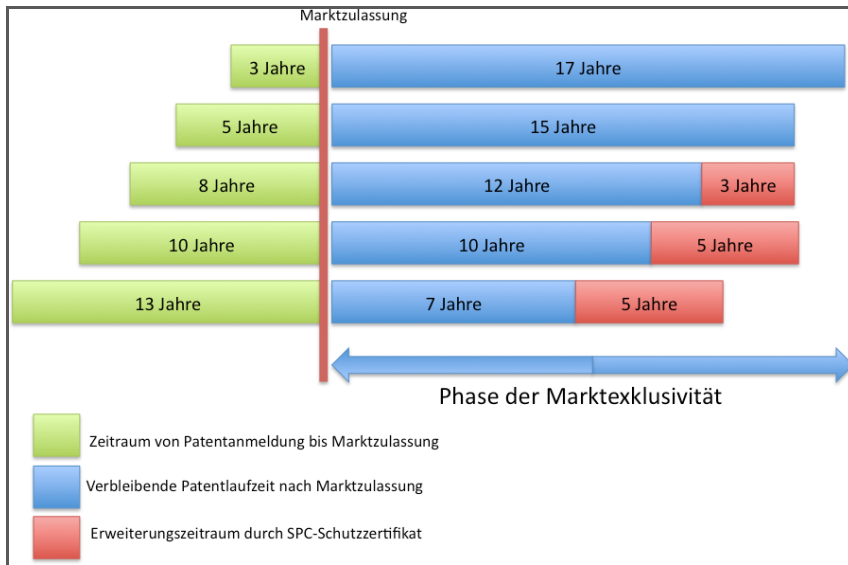 Marktzulassung
3 Jahre 17 Jahre
5 Jahre 15 Jahre
8 Jahre 12 Jahre 3 Jahre
10 Jahre 10 Jahre 5 Jahre
13 Jahre 7 Jahre 5 Jahre
Phase der Marktexklusivität
Zeitraum von Patentanmeldung bis Marktzulassung
Verbleibende Patentlaufzeit nach Marktzulassung
Erweiterungszeitraum durch SPC-Schutzzertifikat